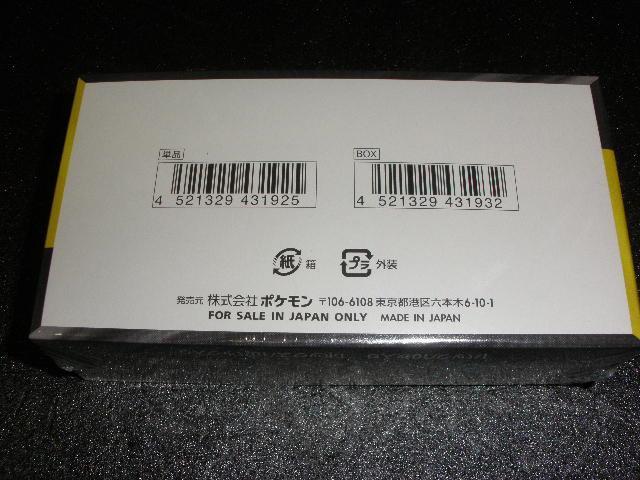 単品
BOX
4 521329 431925
4 521329 431932
紙 箱
プラ 外装
発売元 株式会社 ポケモン 〒106-6108 東京都港区六本木6-10-1
FOR SALE IN JAPAN ONLY MADE IN JAPAN